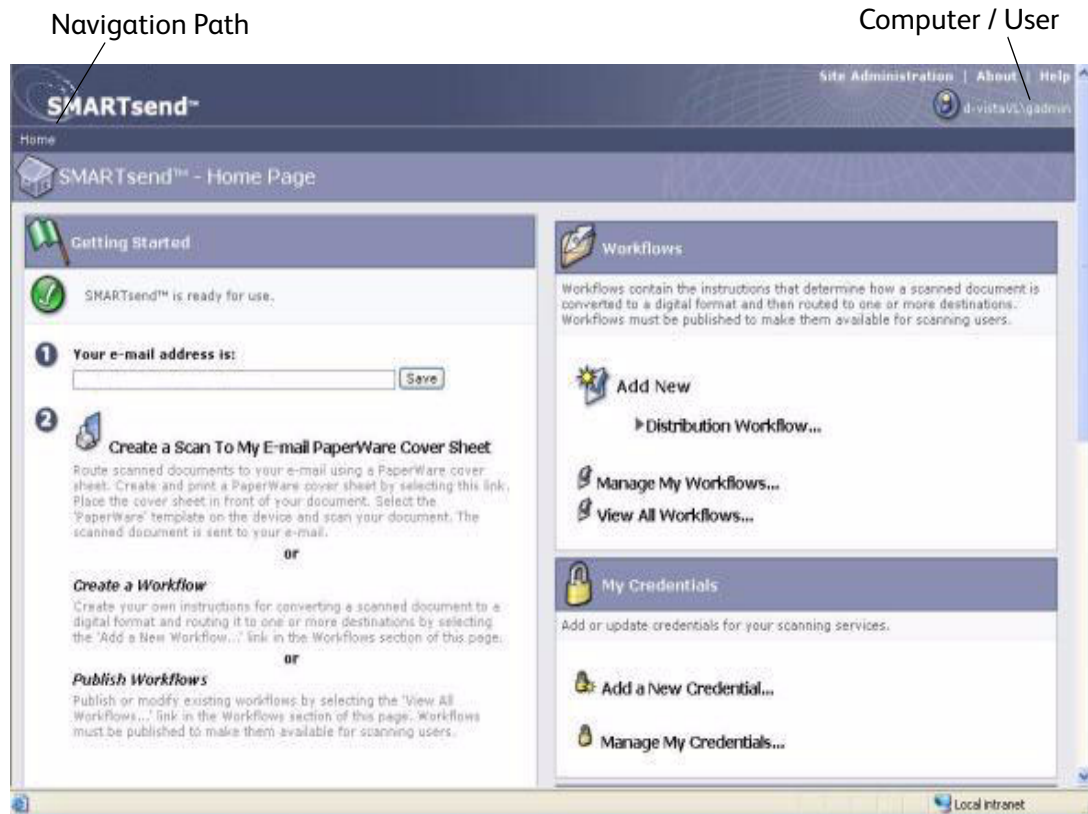 Navigation Path
Computer / User
Site Administration | About | Help
SMARTsend™
d-vistaUL\gadmin
Home
SMARTsend™ - Home Page
Getting Started
SMARTsend™ is ready for use.
1 Your e-mail address is:
Save
2
Create a Scan To My E-mail PaperWare Cover Sheet
Route scanned documents to your e-mail using a PaperWare cover
sheet. Create and print a PaperWare cover sheet by selecting this link.
Place the cover sheet in front of your document. Select the
'PaperWare' template on the device and scan your document. The
scanned document is sent to your e-mail.
or
Create a Workflow
Create your own instructions for converting a scanned document to a
digital format and routing it to one or more destinations by selecting
the 'Add a New Workflow...' link in the Workflows section of this page.
or
Publish Workflows
Publish or modify existing workflows by selecting the 'View All
Workflows...' link in the Workflows section of this page. Workflows
must be published to make them available for scanning users.
Workflows
Workflows contain the instructions that determine how a scanned document is
converted to a digital format and then routed to one or more destinations.
Workflows must be published to make them available for scanning users.
Add New
Distribution Workflow...
Manage My Workflows...
View All Workflows...
My Credentials
Add or update credentials for your scanning services.
Add a New Credential...
Manage My Credentials...
Local intranet